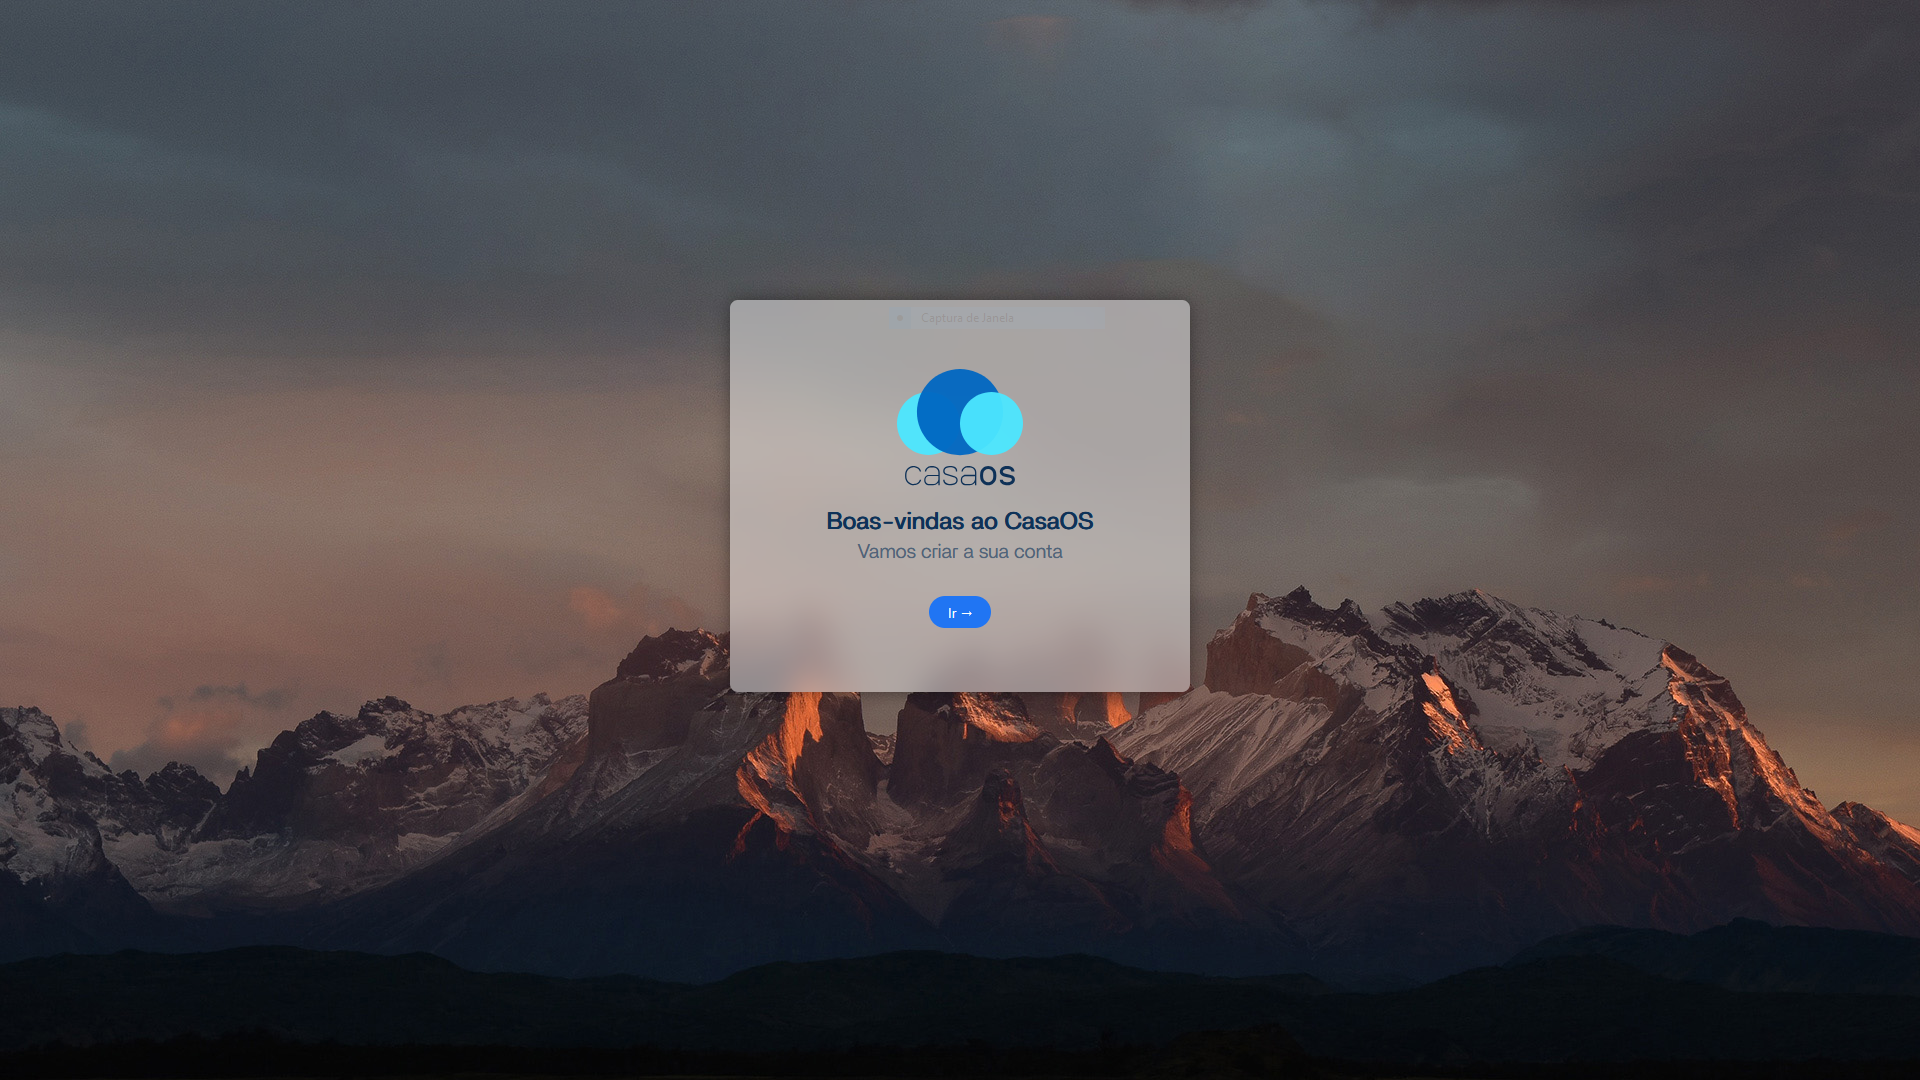 Captura de Janela
casaos
Boas-vindas ao CasaOS
Vamos criar a sua conta
Ir →